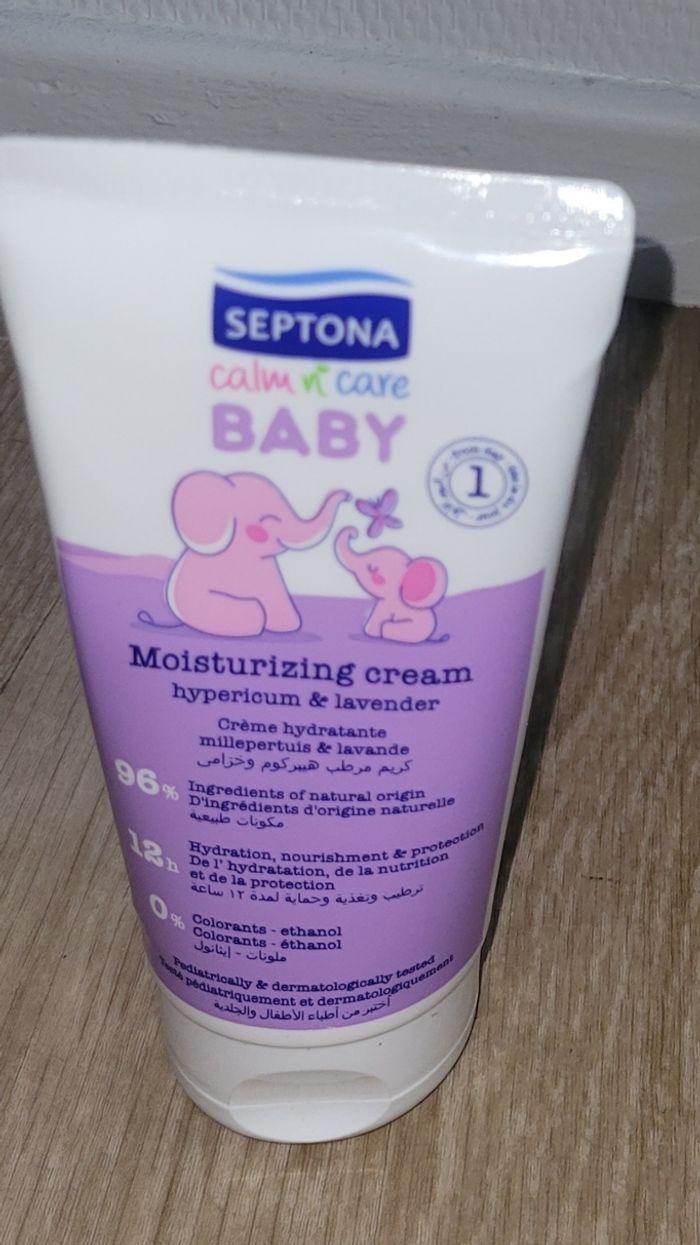 SEPTONA
calm n' care
BABY
from day
1
Moisturizing cream
hypericum & lavender
Crème hydratante
millepertuis & lavande
كريم مرطب هيبركوم وخزامى
96%
Ingredients of natural origin
D'ingrédients d'origine naturelle
مكونات طبيعية
12h
Hydration, nourishment & protection
De l' hydratation, de la nutrition
et de la protection
ترطيب وتغذية وحماية لمدة ١٢ ساعة
0%
Colorants - ethanol
Colorants - éthanol
ملونات - إيثانول
Pediatrically & dermatologically tested
Testé pédiatriquement et dermatologiquement
أختبر من أطباء الأطفال والجلدية